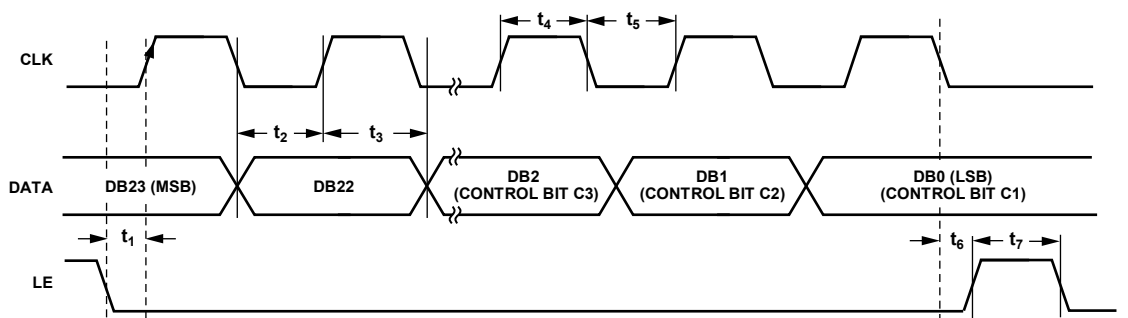 t4
t5
CLK
t2
t3
DATA
DB23 (MSB)
DB22
DB2
(CONTROL BIT C3)
DB1
(CONTROL BIT C2)
DB0 (LSB)
(CONTROL BIT C1)
t1
t6
t7
LE